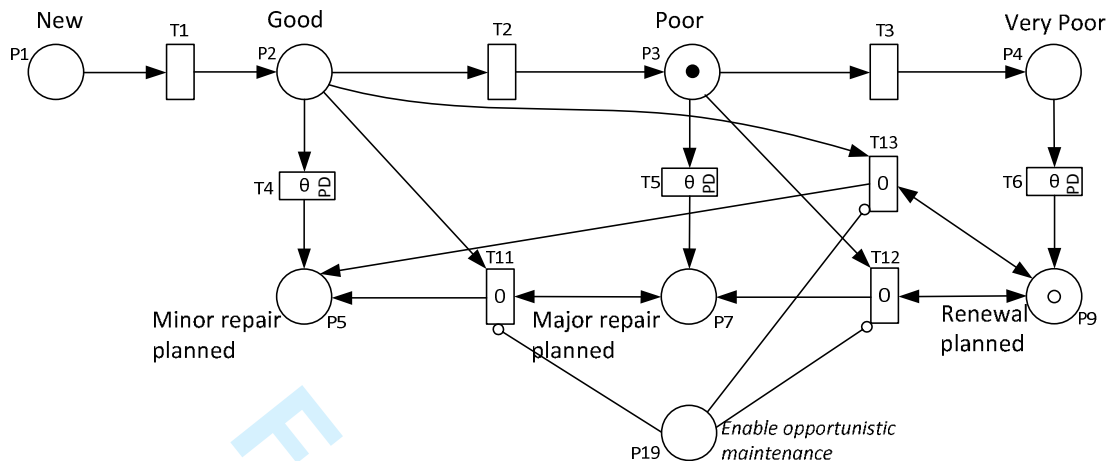 New
Good
Poor
Very Poor
P1
T1
P2
T2
P3
T3
P4
T13
T4
θ
PD
T5
θ
PD
0
T6
θ
PD
T11
T12
0
0
Minor repair
planned
P5
Major repair
planned
P7
Renewal
planned
P9
P19
Enable opportunistic
maintenance
F